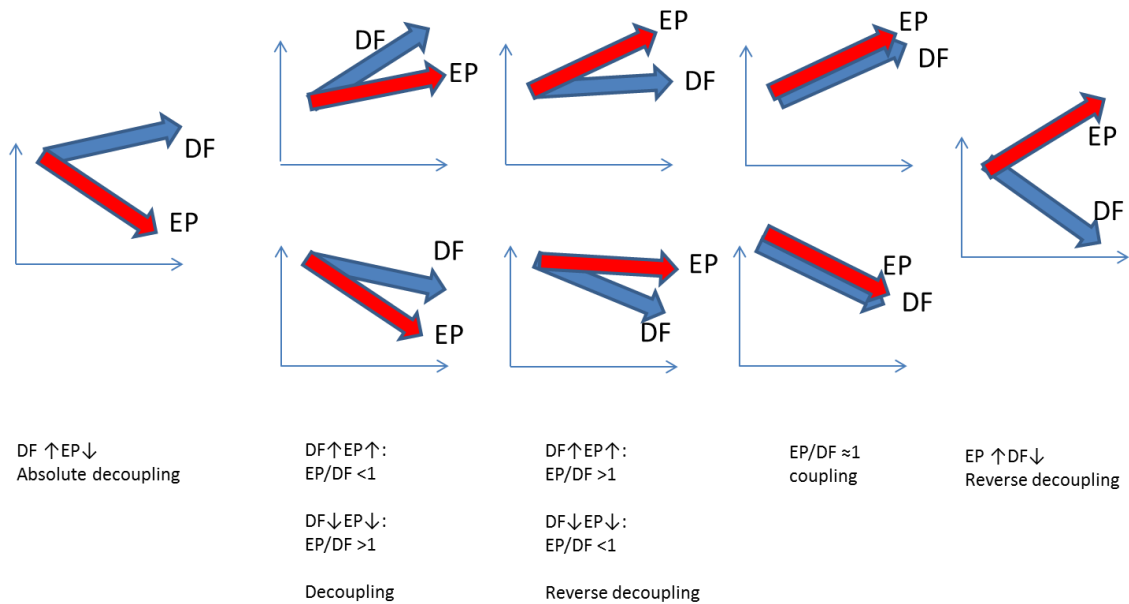 DF
EP
DF
EP
EP
DF
EP
DF
EP
DF
DF
EP
EP
DF
EP
DF
DF ↑EP↓
Absolute decoupling
DF↑EP↑:
EP/DF <1
DF↓EP↓:
EP/DF >1
Decoupling
DF↑EP↑:
EP/DF >1
DF↓EP↓:
EP/DF <1
Reverse decoupling
EP/DF ≈1
coupling
EP ↑DF↓
Reverse decoupling